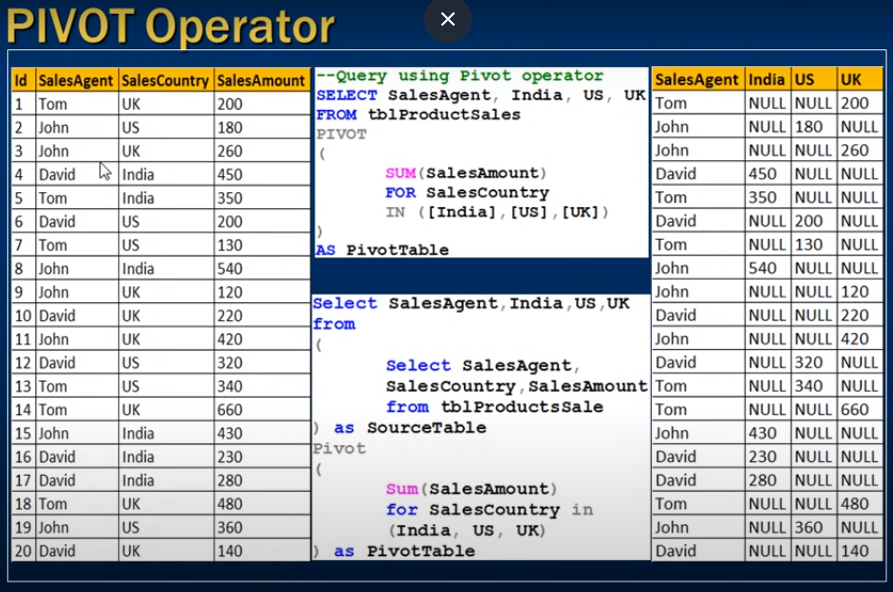 PIVOT Operator
Id SalesAgent SalesCountry SalesAmount
1 Tom UK 200
2 John US 180
3 John UK 260
4 David India 450
5 Tom India 350
6 David US 200
7 Tom US 130
8 John India 540
9 John UK 120
10 David UK 220
11 John UK 420
12 David US 320
13 Tom US 340
14 Tom UK 660
15 John India 430
16 David India 230
17 David India 280
18 Tom UK 480
19 John US 360
20 David UK 140
--Query using Pivot operator
SELECT SalesAgent, India, US, UK
FROM tblProductSales
PIVOT
(
SUM(SalesAmount)
FOR SalesCountry
IN ([India],[US],[UK])
)
AS PivotTable
Select SalesAgent,India,US,UK
from
(
Select SalesAgent,
SalesCountry,SalesAmount
from tblProductsSale
) as SourceTable
Pivot
(
Sum(SalesAmount)
for SalesCountry in
(India, US, UK)
) as PivotTable
SalesAgent India US UK
Tom NULL NULL 200
John NULL 180 NULL
John NULL NULL 260
David 450 NULL NULL
Tom 350 NULL NULL
David NULL 200 NULL
Tom NULL 130 NULL
John 540 NULL NULL
John NULL NULL 120
David NULL NULL 220
John NULL NULL 420
David NULL 320 NULL
Tom NULL 340 NULL
Tom NULL NULL 660
John 430 NULL NULL
David 230 NULL NULL
David 280 NULL NULL
Tom NULL NULL 480
John NULL 360 NULL
David NULL NULL 140